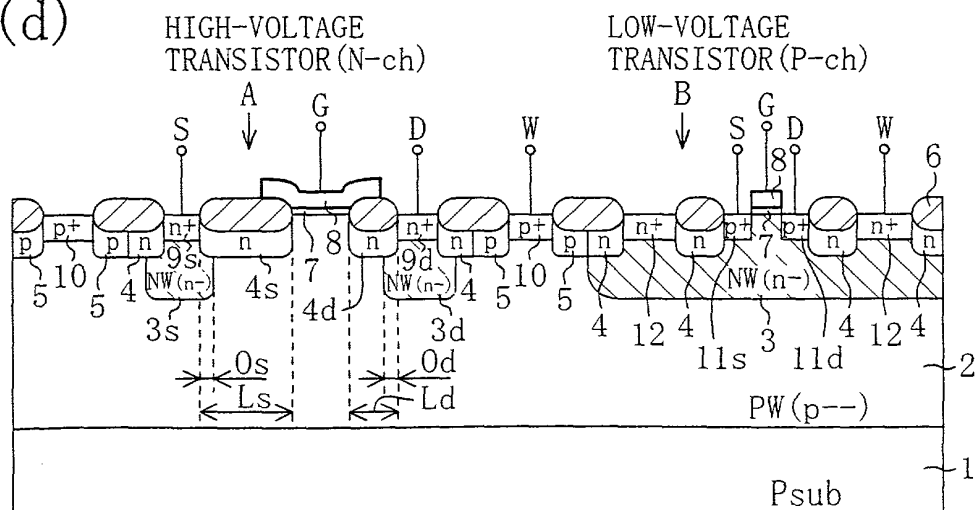 (d)
HIGH-VOLTAGE
TRANSISTOR(N-ch)
LOW-VOLTAGE
TRANSISTOR(P-ch)
A
B
S
G
D
W
S
G
D
W
8
6
p
p+
p
n
n+
n
n
n+
n
p
p+
p
n
n+
n
p+
p+
n
n+
n
5
10
5
4
9s
4s
7
8
4d
9d
4
5
10
5
4
12
4
11s
7
3
11d
4
12
4
NW(n-)
NW(n-)
NW(n-)
3s
3d
Os
Od
Ls
Ld
PW(p--)
2
Psub
1